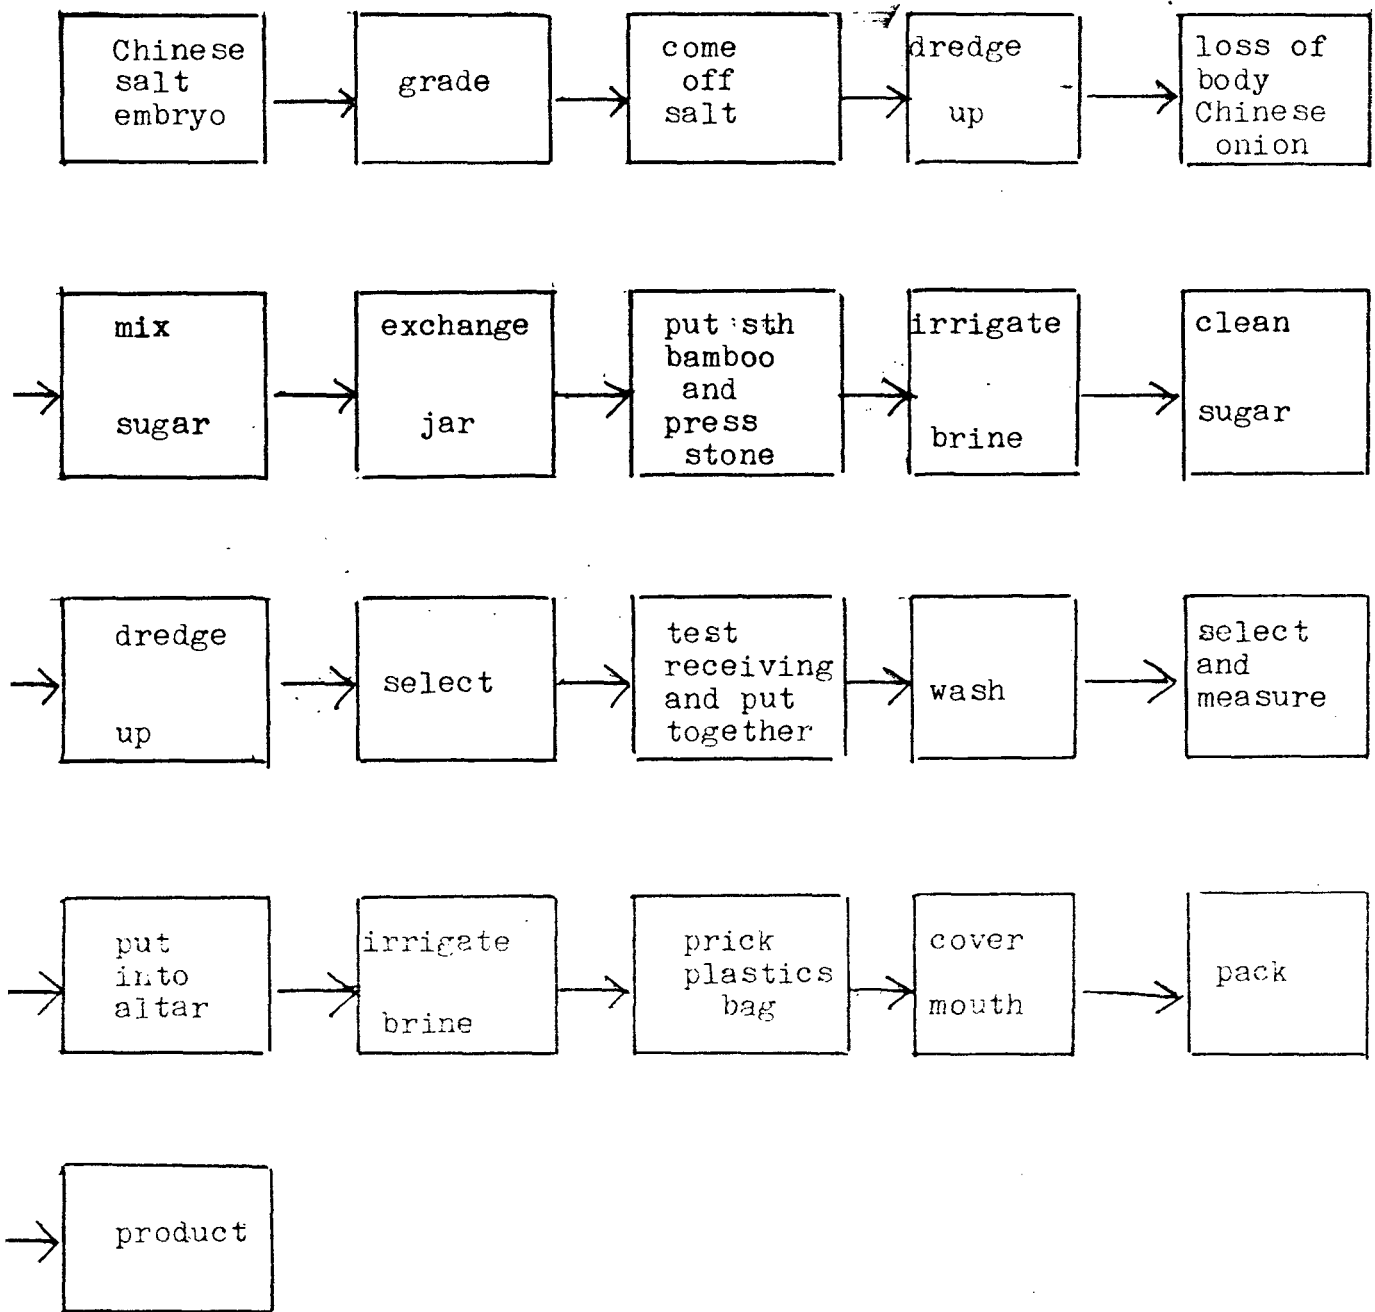 Chinese
salt
embryo
grade
come
off
salt
dredge
up
loss of
body
Chinese
onion
mix
sugar
exchange
jar
put sth
bamboo
and
press
stone
irrigate
brine
clean
sugar
dredge
up
select
test
receiving
and put
together
wash
select
and
measure
put
into
altar
irrigate
brine
prick
plastics
bag
cover
mouth
pack
product